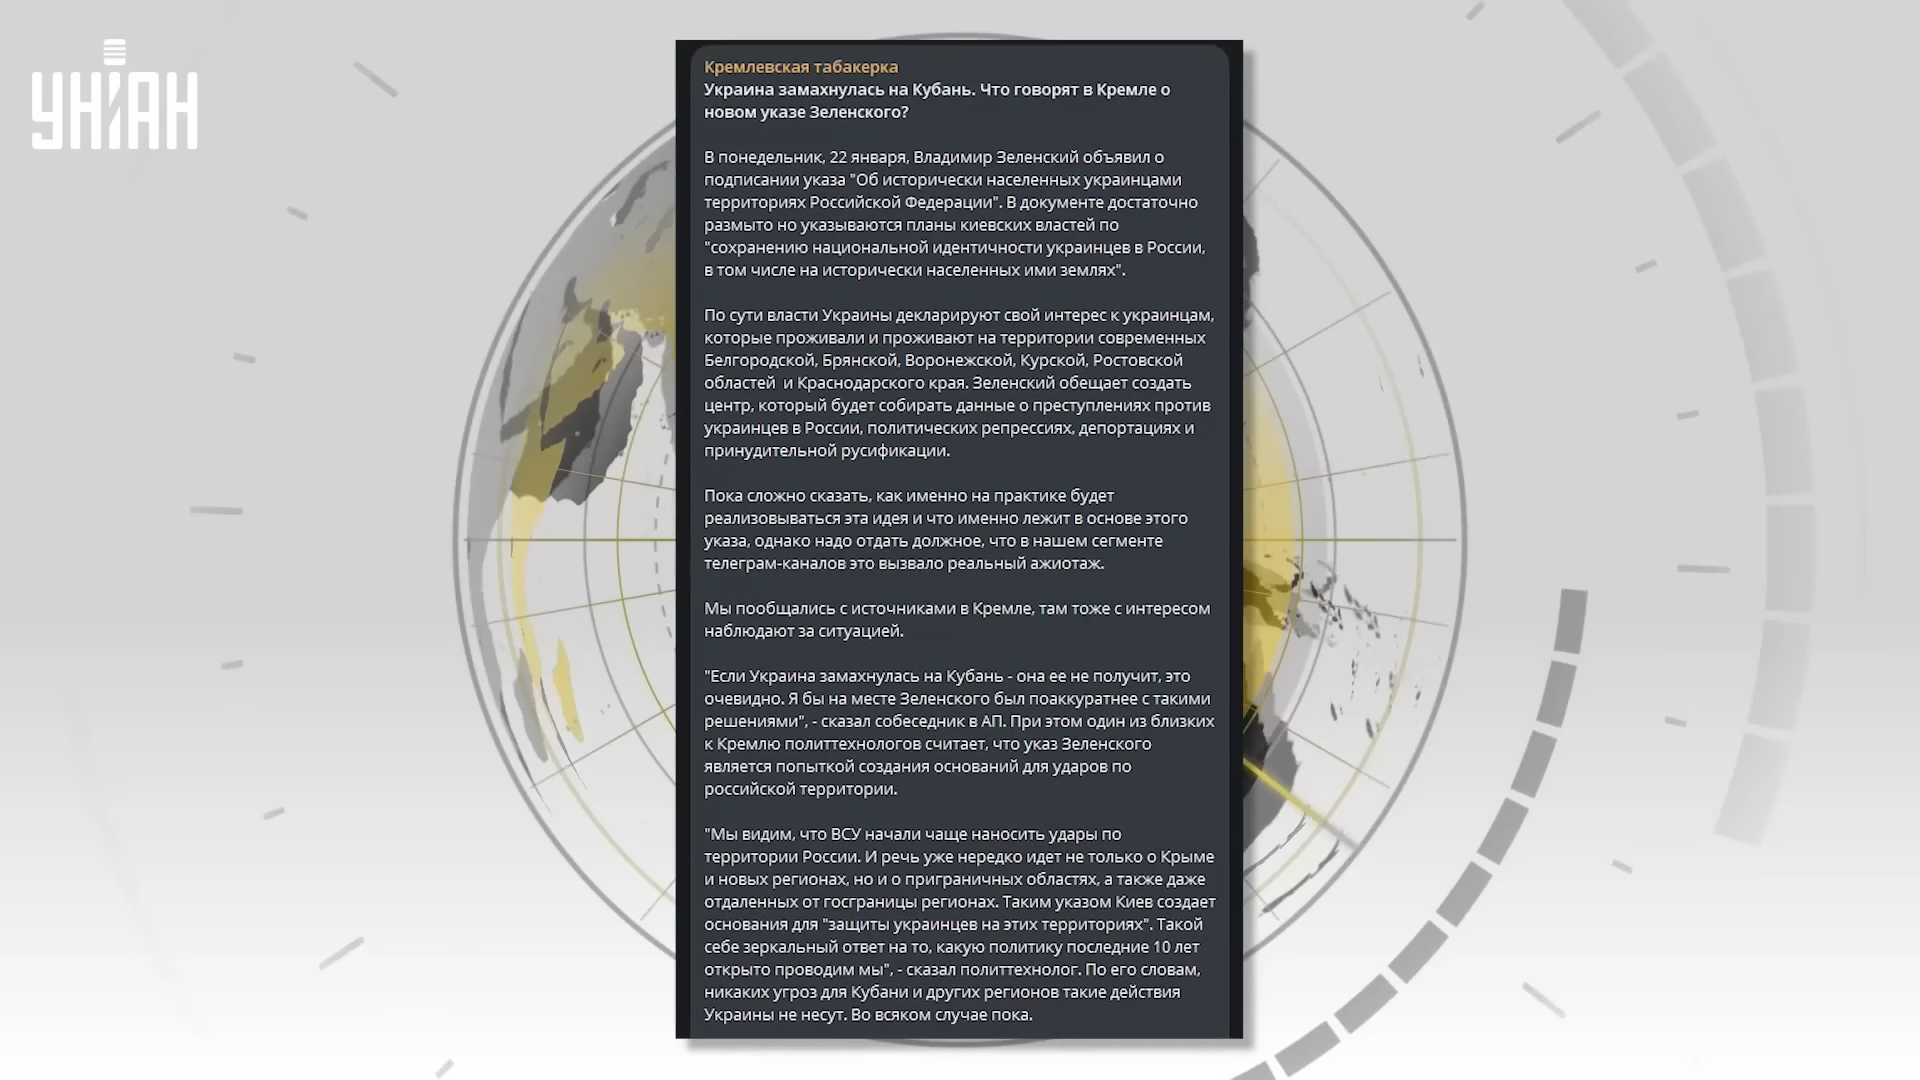 УНІАН
Кремлевская табакерка
Украина замахнулась на Кубань. Что говорят в Кремле о
новом указе Зеленского?
В понедельник, 22 января, Владимир Зеленский объявил о
подписании указа "Об исторически населенных украинцами
территориях Российской Федерации". В документе достаточно
размыто но указываются планы киевских властей по
"сохранению национальной идентичности украинцев в России,
в том числе на исторически населенных ими землях".
По сути власти Украины декларируют свой интерес к украинцам,
которые проживали и проживают на территории современных
Белгородской, Брянской, Воронежской, Курской, Ростовской
областей и Краснодарского края. Зеленский обещает создать
центр, который будет собирать данные о преступлениях против
украинцев в России, политических репрессиях, депортациях и
принудительной русификации.
Пока сложно сказать, как именно на практике будет
реализовываться эта идея и что именно лежит в основе этого
указа, однако надо отдать должное, что в нашем сегменте
телеграм-каналов это вызвало реальный ажиотаж.
Мы пообщались с источниками в Кремле, там тоже с интересом
наблюдают за ситуацией.
"Если Украина замахнулась на Кубань - она ее не получит, это
очевидно. Я бы на месте Зеленского был поаккуратнее с такими
решениями", - сказал собеседник в АП. При этом один из близких
к Кремлю политтехнологов считает, что указ Зеленского
является попыткой создания оснований для ударов по
российской территории.
"Мы видим, что ВСУ начали чаще наносить удары по
территории России. И речь уже нередко идет не только о Крыме
и новых регионах, но и о приграничных областях, а также даже
отдаленных от госграницы регионах. Таким указом Киев создает
основания для "защиты украинцев на этих территориях". Такой
себе зеркальный ответ на то, какую политику последние 10 лет
открыто проводим мы", - сказал политтехнолог. По его словам,
никаких угроз для Кубани и других регионов такие действия
Украины не несут. Во всяком случае пока.